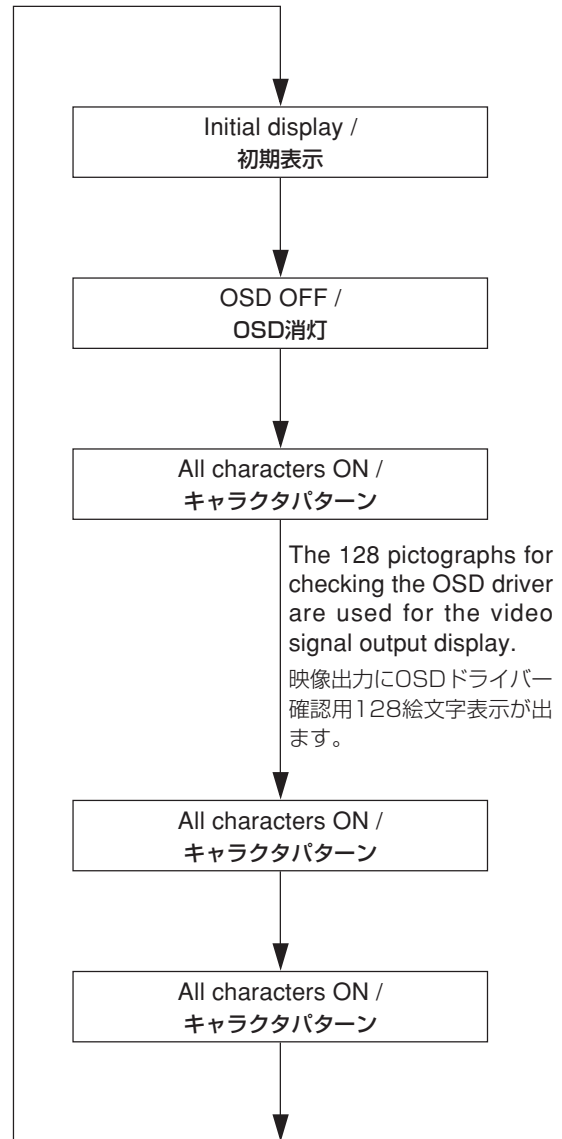 Initial display /
初期表示
OSD OFF /
OSD消灯
All characters ON /
キャラクタパターン
The 128 pictographs for
checking the OSD driver
are used for the video
signal output display.
映像出力にOSDドライバー
確認用128絵文字表示が出
ます。
All characters ON /
キャラクタパターン
All characters ON /
キャラクタパターン